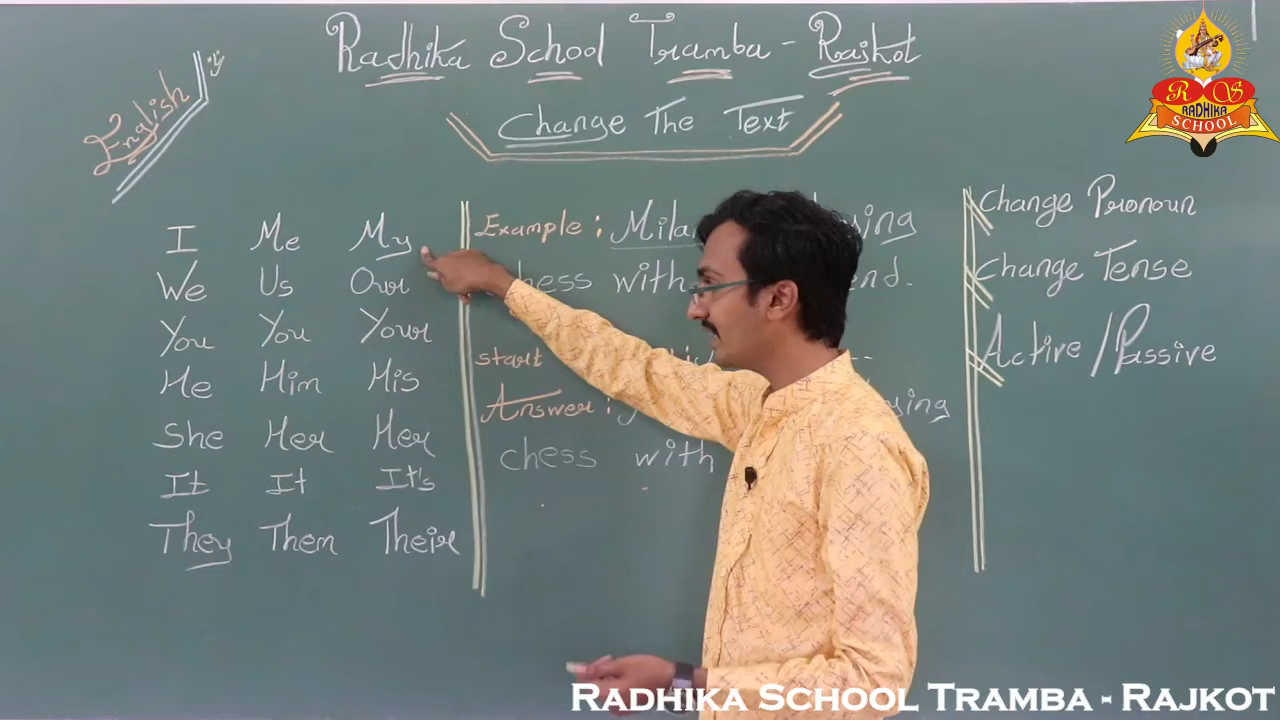 Radhika School Tramba - Rajkot
English
Change The Text
R S
RADHIKA
SCHOOL
I Me My
We Us Our
You You Your
He Him His
She Her Her
It It It's
They Them Their
Example :
chess with
start
Answer :
chess with
Change Pronoun
Change Tense
Active / Passive
RADHIKA SCHOOL TRAMBA - RAJKOT